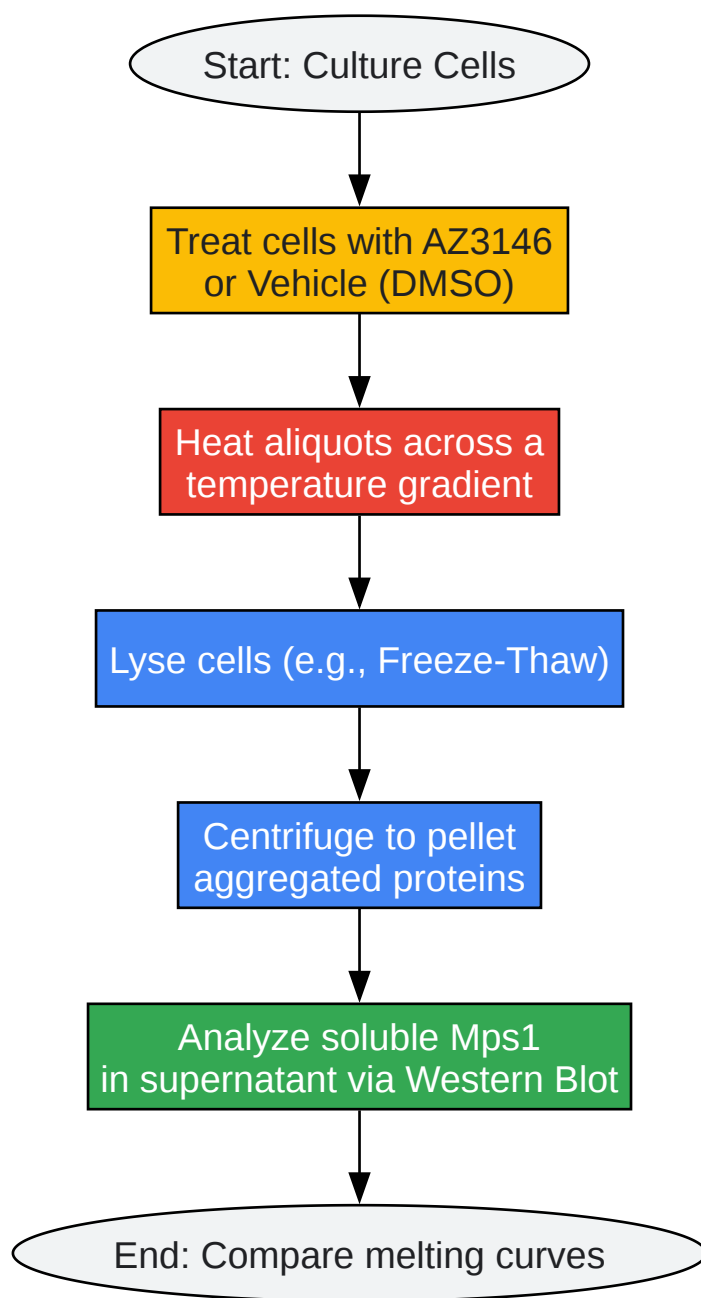 Start: Culture Cells
Treat cells with AZ3146
or Vehicle (DMSO)
Heat aliquots across a
temperature gradient
Lyse cells (e.g., Freeze-Thaw)
Centrifuge to pellet
aggregated proteins
Analyze soluble Mps1
in supernatant via Western Blot
End: Compare melting curves